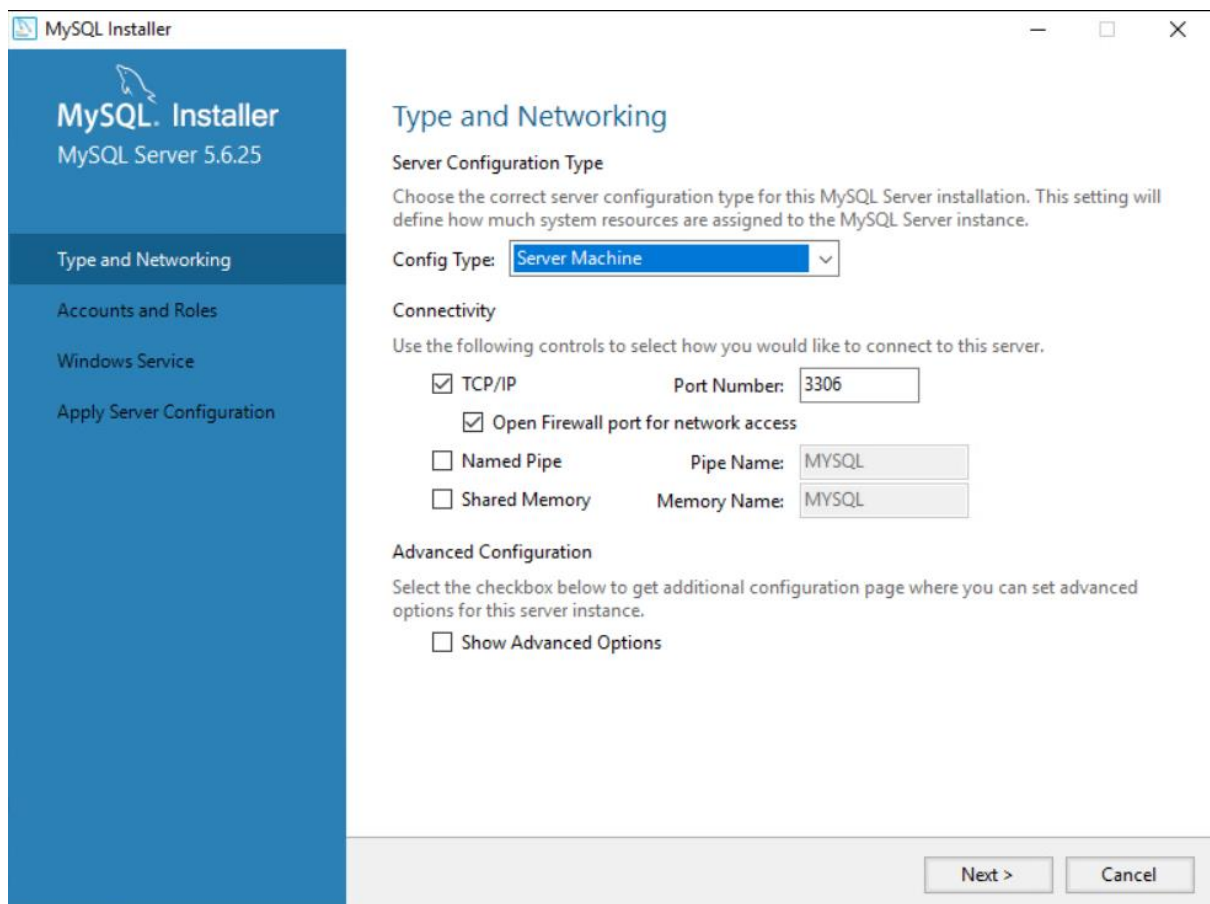 MySQL Installer
MySQL. Installer
MySQL Server 5.6.25
Type and Networking
Accounts and Roles
Windows Service
Apply Server Configuration
Type and Networking
Server Configuration Type
Choose the correct server configuration type for this MySQL Server installation. This setting will
define how much system resources are assigned to the MySQL Server instance.
Config Type: Server Machine
Connectivity
Use the following controls to select how you would like to connect to this server.
TCP/IP Port Number: 3306
Open Firewall port for network access
Named Pipe Pipe Name: MYSQL
Shared Memory Memory Name: MYSQL
Advanced Configuration
Select the checkbox below to get additional configuration page where you can set advanced
options for this server instance.
Show Advanced Options
Next > Cancel